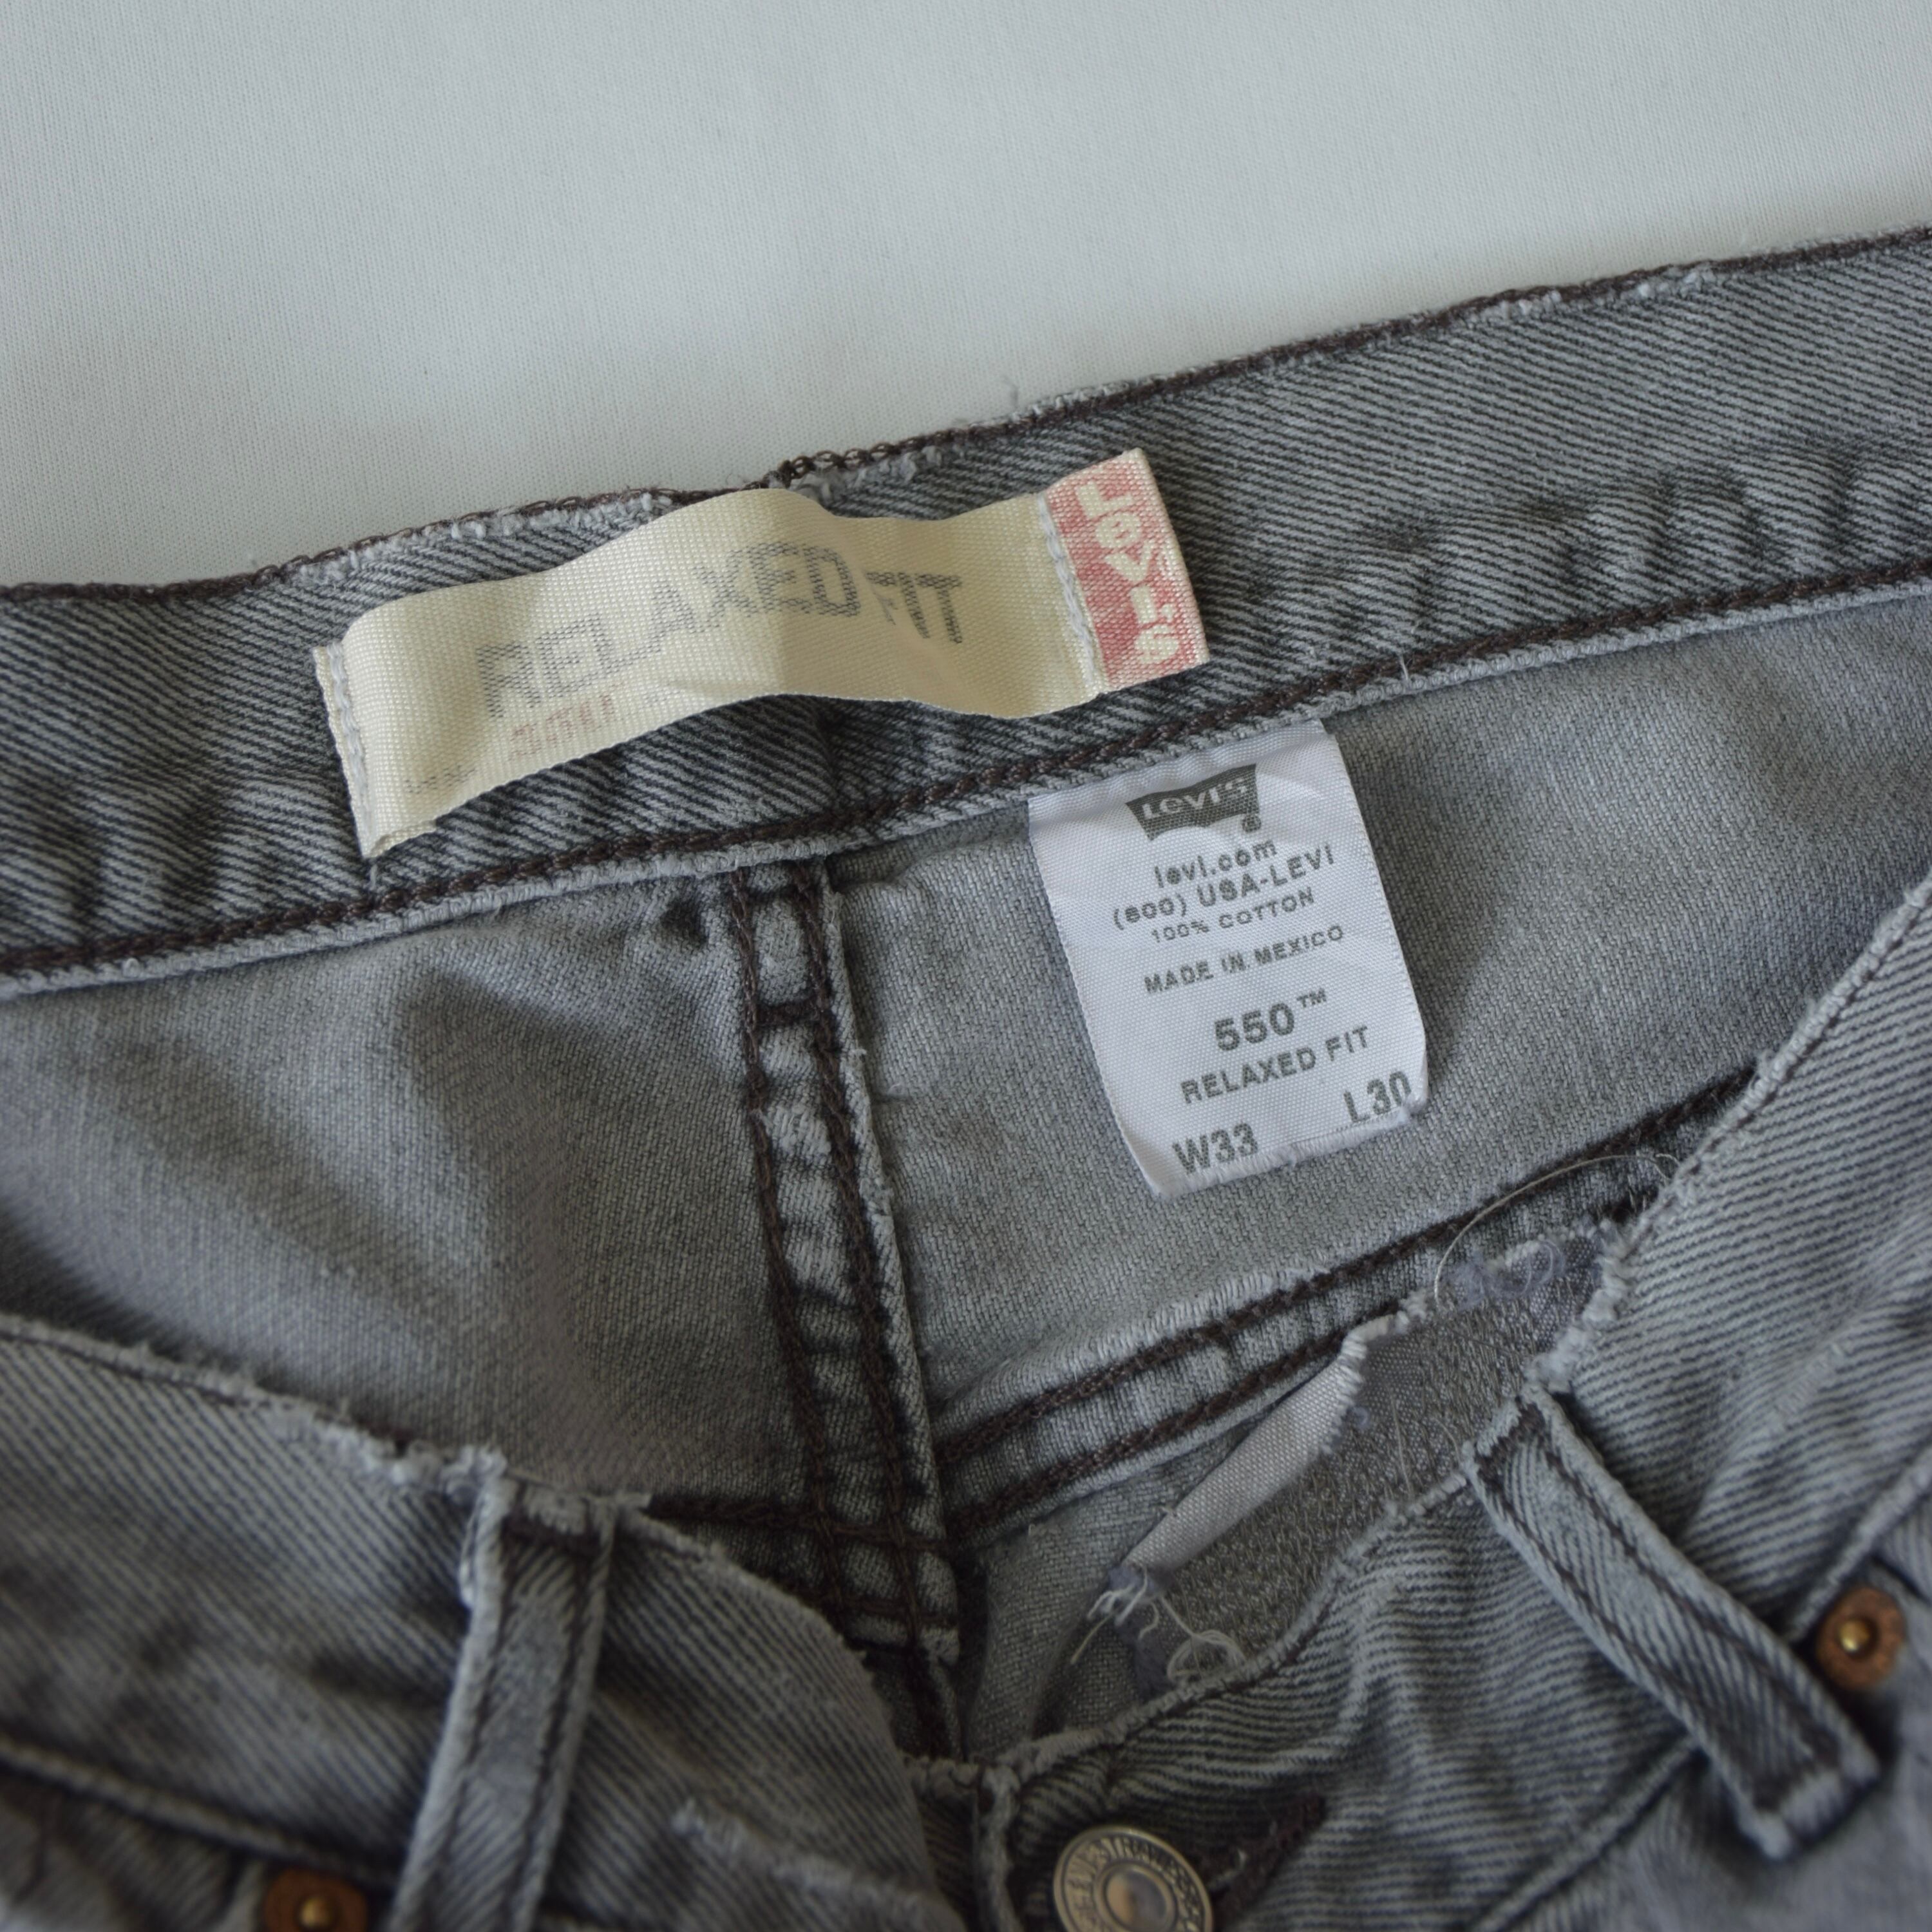 RELAXED FIT
LEVI'S
Levi's
®
levi.com
(800) USA-LEVI
100% COTTON
MADE IN MEXICO
550™
RELAXED FIT
W33 L30